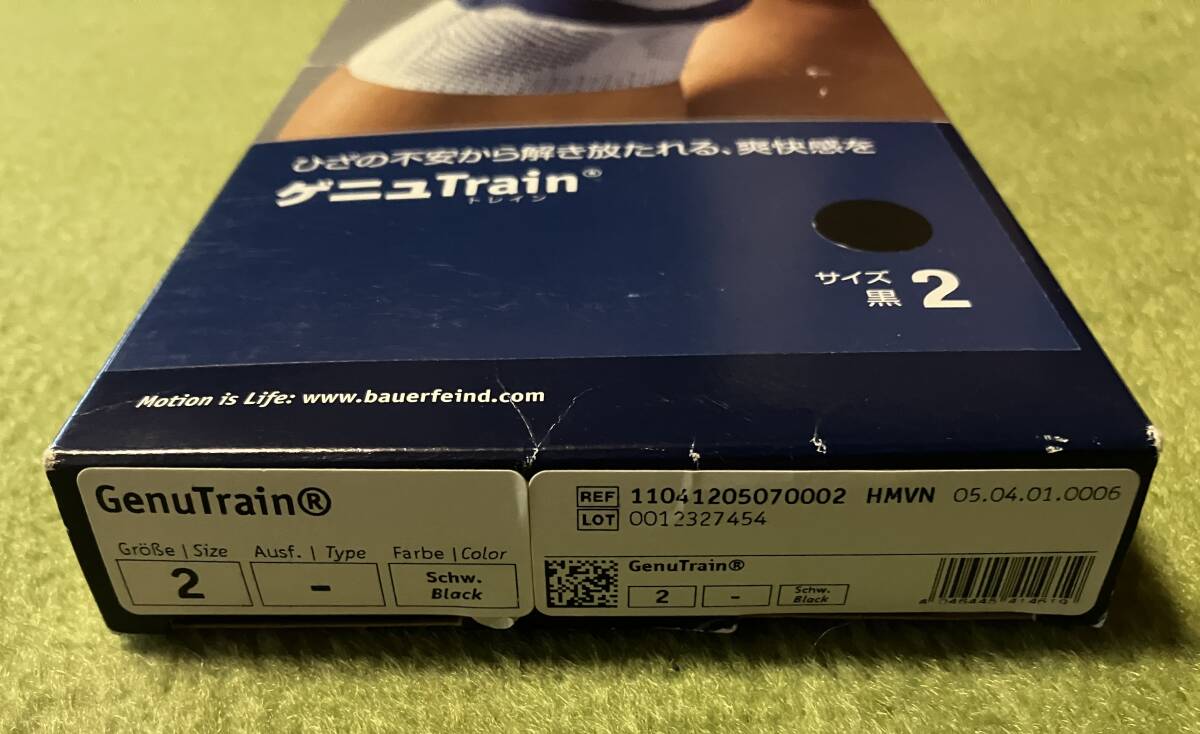 ひざの不安から解き放たれる、爽快感を
ゲニュTrain®
トレイン
サイズ 2
黒
Motion is Life: www.bauerfeind.com
GenuTrain®
Größe | Size Ausf. | Type Farbe | Color
2 - Schw. Black
REF 11041205070002 HMVN 05.04.01.0006
LOT 0012327454
GenuTrain®
2 - Schw. Black
4 046445 414619